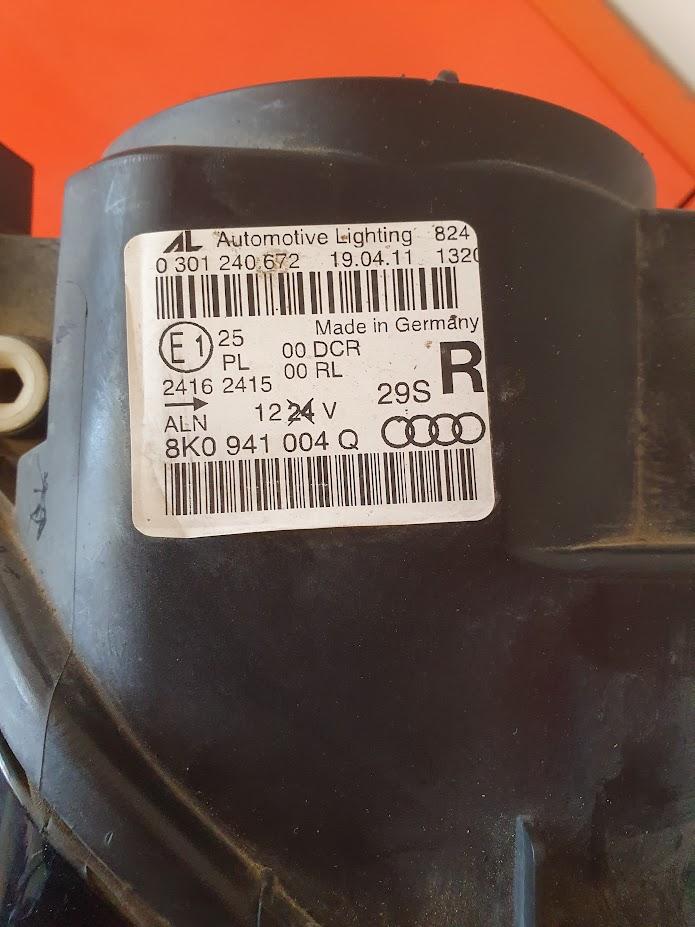 AL Automotive Lighting 824
0 301 240 672 19.04.11 1320
Made in Germany
E1 25 00 DCR
PL 00 RL
2416 2415
29S R
ALN 12 24 V
8K0 941 004 Q